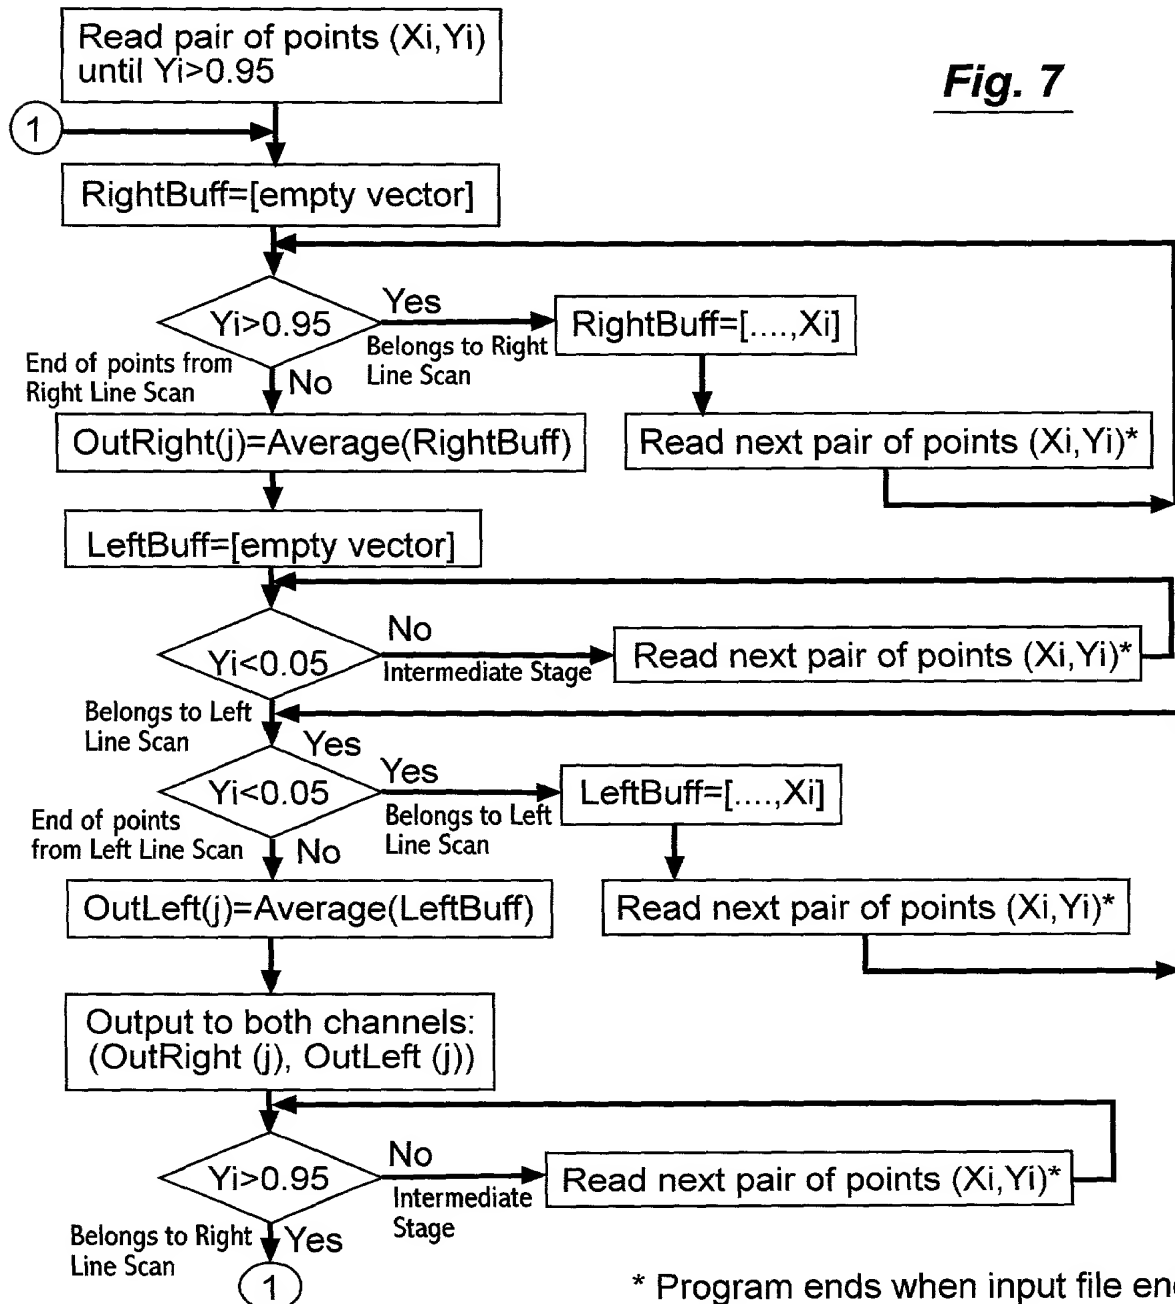 Read pair of points (Xi,Yi)
until Yi>0.95
Fig. 7
1
RightBuff=[empty vector]
Yi>0.95
Yes
Belongs to Right
Line Scan
RightBuff=[....,Xi]
End of points from
Right Line Scan
No
OutRight(j)=Average(RightBuff)
Read next pair of points (Xi,Yi)*
LeftBuff=[empty vector]
Yi<0.05
No
Intermediate Stage
Read next pair of points (Xi,Yi)*
Belongs to Left
Line Scan
Yes
Yi<0.05
Yes
Belongs to Left
Line Scan
LeftBuff=[....,Xi]
End of points
from Left Line Scan
No
OutLeft(j)=Average(LeftBuff)
Read next pair of points (Xi,Yi)*
Output to both channels:
(OutRight (j), OutLeft (j))
Yi>0.95
No
Intermediate
Stage
Read next pair of points (Xi,Yi)*
Belongs to Right
Line Scan
Yes
1
* Program ends when input file en